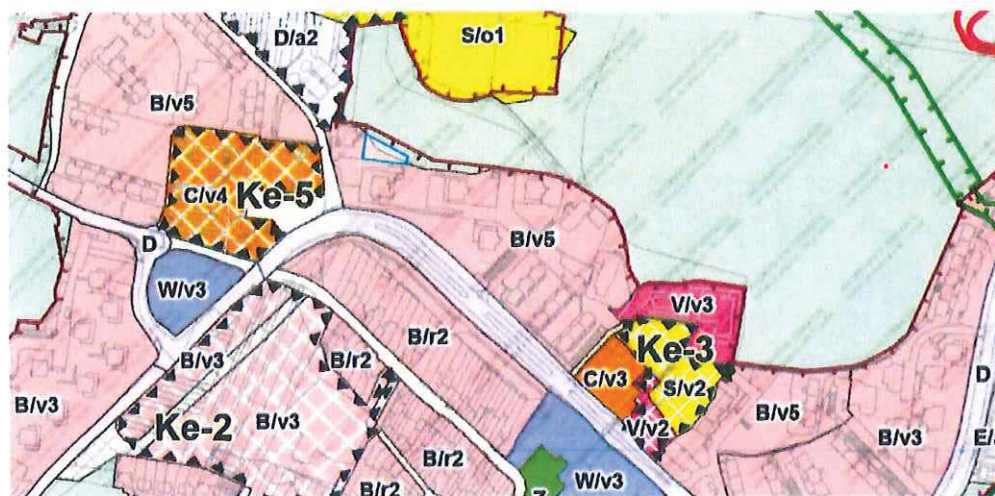 D/a2
S/o1
B/v5
C/v4
Ke-5
D
B/v5
W/v3
V/v3
B/v3
B/r2
B/r2
Ke-3
C/v3
S/v2
D
B/v3
Ke-2
B/v3
V/v2
B/v5
B/v3
B/r2
W/v3
B/r2